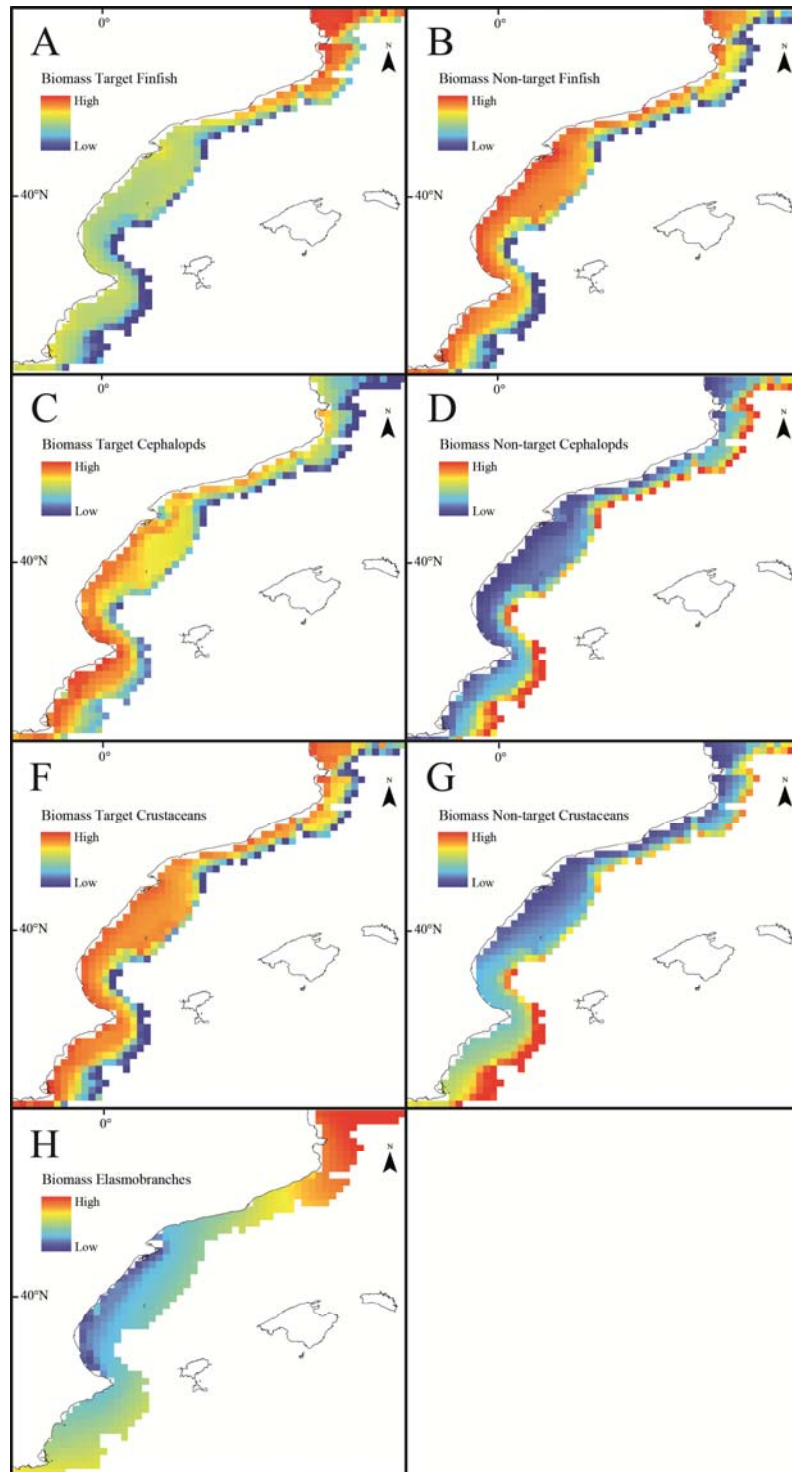 A
0°
N
Biomass Target Finfish
High
Low
40°N
B
0°
N
Biomass Non-target Finfish
High
Low
40°N
C
0°
N
Biomass Target Cephalopds
High
Low
40°N
D
0°
N
Biomass Non-target Cephalopds
High
Low
40°N
F
0°
N
Biomass Target Crustaceans
High
Low
40°N
G
0°
N
Biomass Non-target Crustaceans
High
Low
40°N
H
0°
N
Biomass Elasmobranches
High
Low
40°N